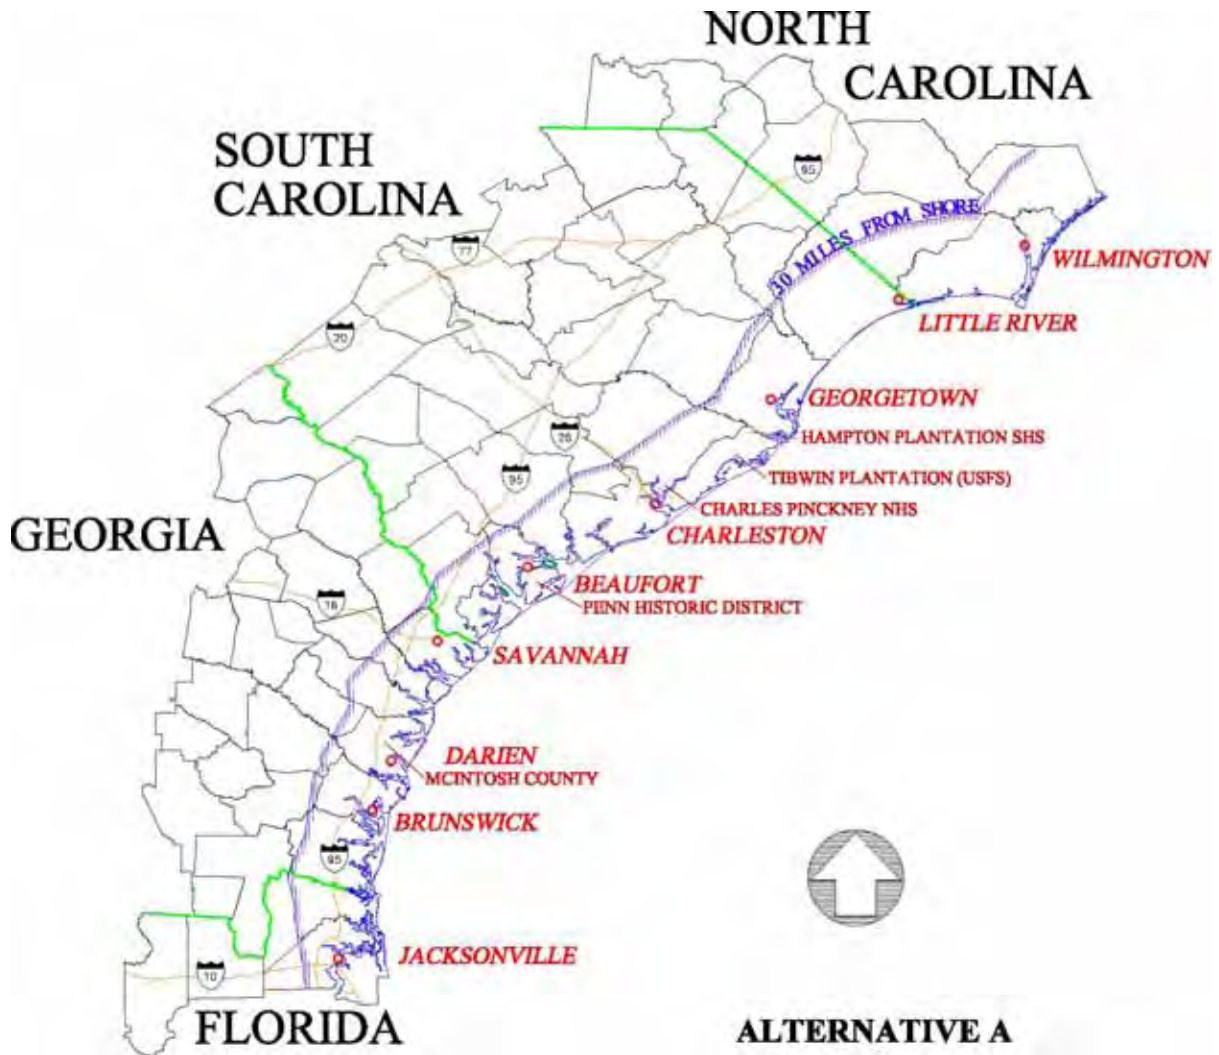 NORTH
CAROLINA
SOUTH
CAROLINA
95
77
30 MILES FROM SHORE
WILMINGTON
LITTLE RIVER
20
GEORGETOWN
26
HAMPTON PLANTATION SHS
TIBWIN PLANTATION (USFS)
95
CHARLES PINCKNEY NHS
CHARLESTON
GEORGIA
BEAUFORT
PENN HISTORIC DISTRICT
16
SAVANNAH
DARIEN
MCINTOSH COUNTY
BRUNSWICK
95
JACKSONVILLE
10
FLORIDA
ALTERNATIVE A